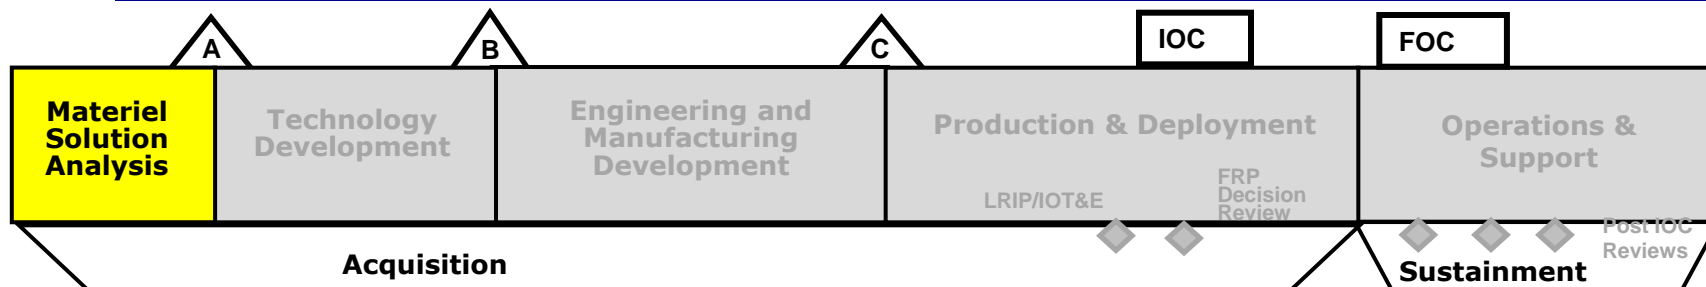 A
B
C
IOC
FOC
Materiel
Solution
Analysis
Technology
Development
Engineering and
Manufacturing
Development
Production & Deployment
LRIP/IOT&E
FRP
Decision
Review
Operations &
Support
Post IOC
Reviews
Acquisition
Sustainment